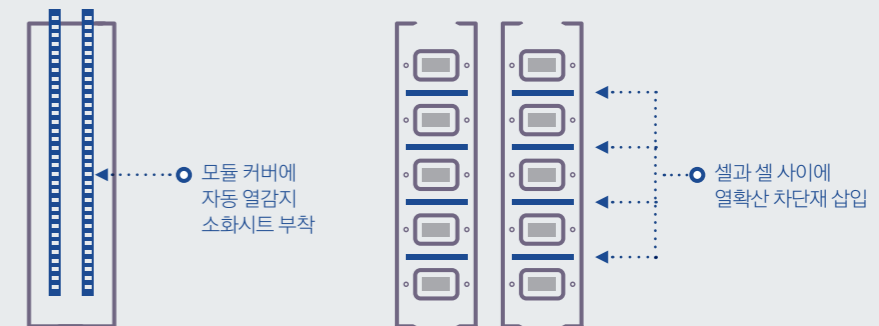 모듈 커버에
자동 열감지
소화시트 부착
셀과 셀 사이에
열확산 차단재 삽입